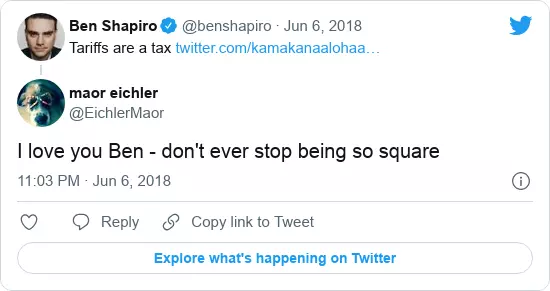 Ben Shapiro @benshapiro · Jun 6, 2018
Tariffs are a tax twitter.com/kamakanaalohaa…
maor eichler
@EichlerMaor
I love you Ben - don't ever stop being so square
11:03 PM · Jun 6, 2018
Reply Copy link to Tweet
Explore what's happening on Twitter